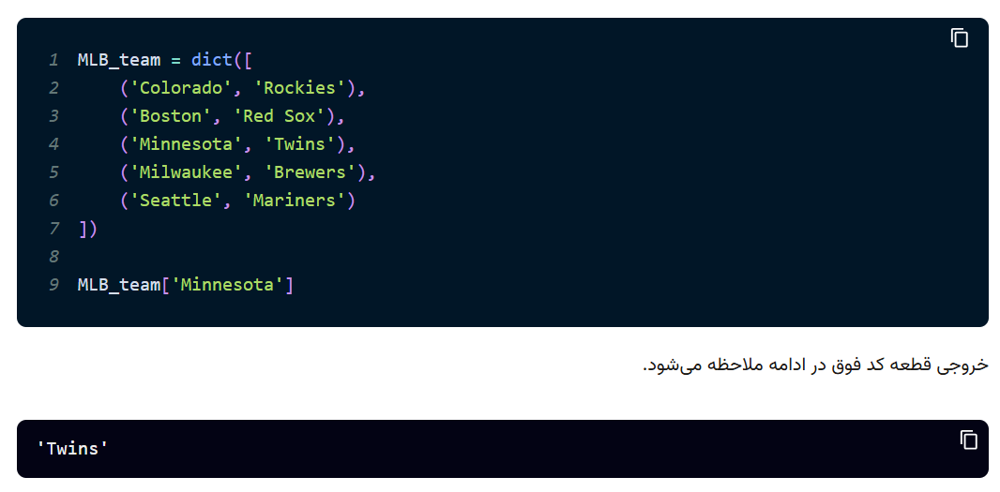 1 MLB_team = dict([
2     ('Colorado', 'Rockies'),
3     ('Boston', 'Red Sox'),
4     ('Minnesota', 'Twins'),
5     ('Milwaukee', 'Brewers'),
6     ('Seattle', 'Mariners')
7 ])
8
9 MLB_team['Minnesota']
خروجی قطعه کد فوق در ادامه ملاحظه می‌شود.
'Twins'